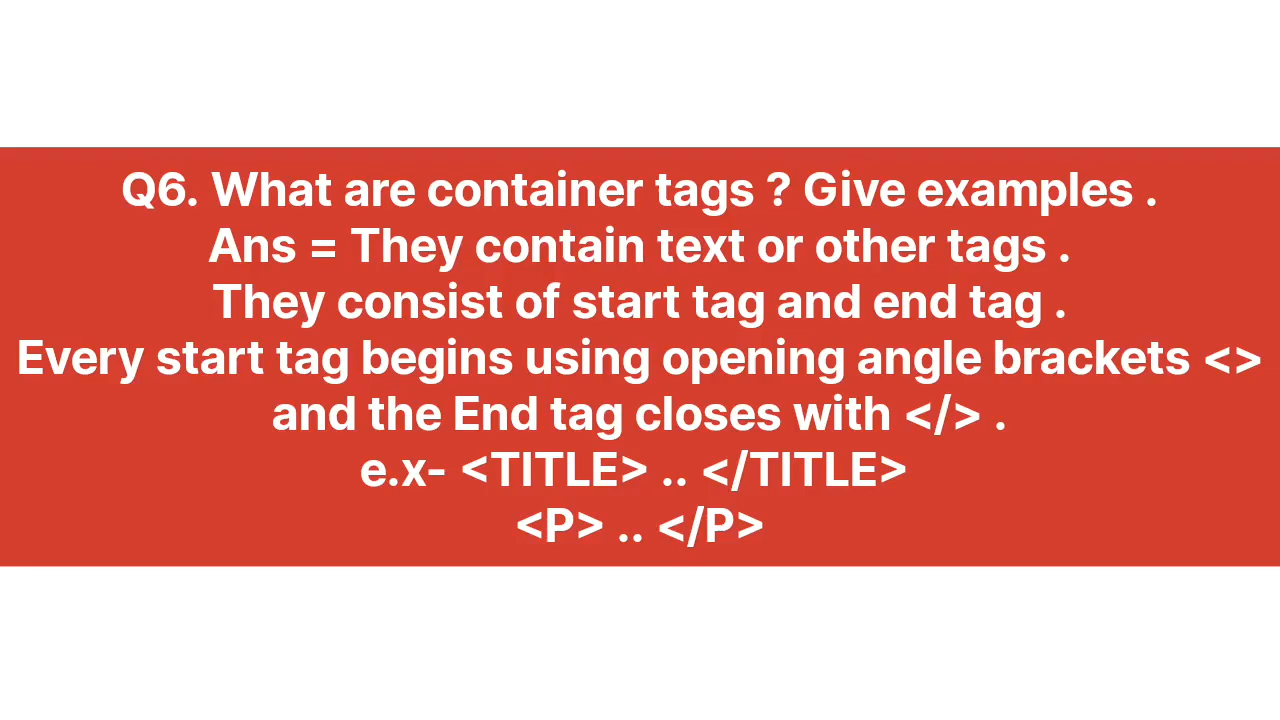 Q6. What are container tags ? Give examples .
Ans = They contain text or other tags .
They consist of start tag and end tag .
Every start tag begins using opening angle brackets <>
and the End tag closes with </> .
e.x- <TITLE> .. </TITLE>
<P> .. </P>